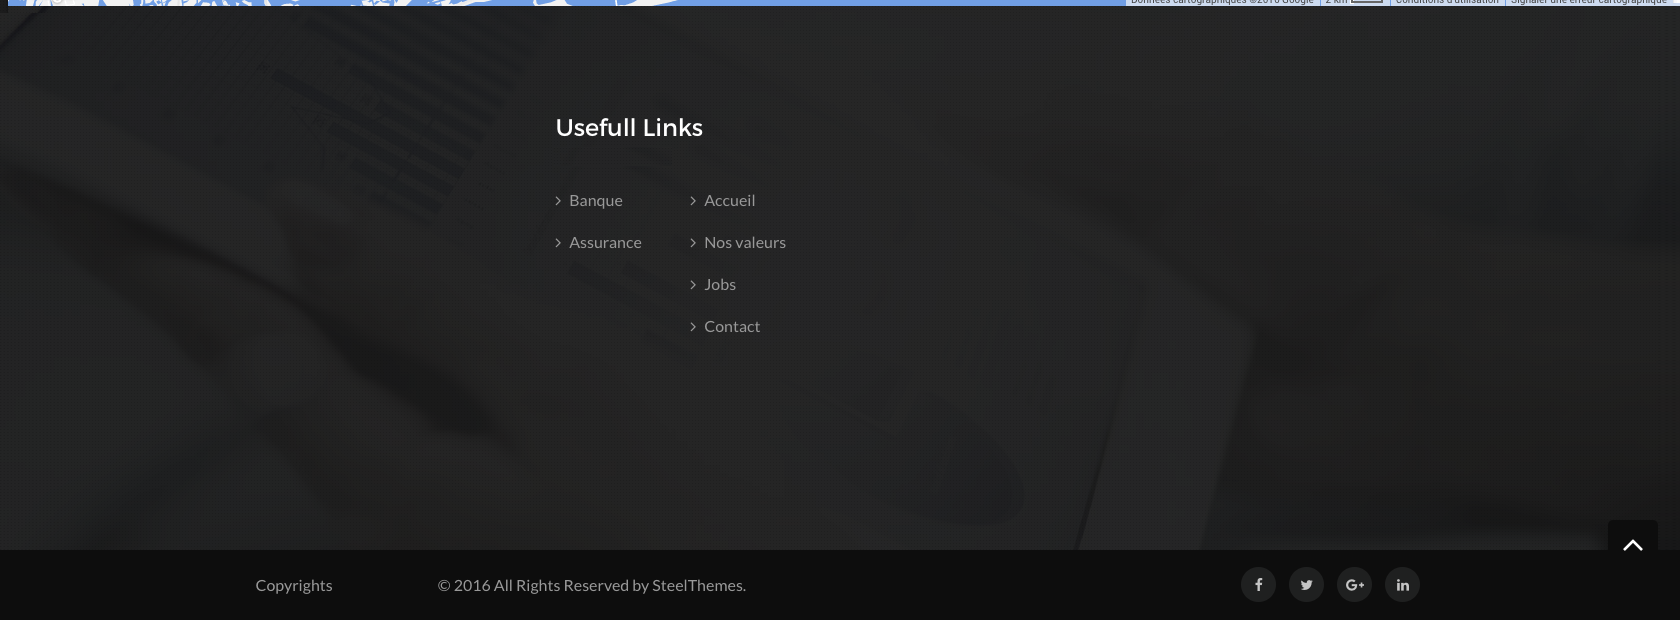 Données cartographiques ©2016 Google 2 km Conditions d'utilisation Signaler une erreur cartographique
Usefull Links
Banque
Assurance
Accueil
Nos valeurs
Jobs
Contact
Copyrights
© 2016 All Rights Reserved by SteelThemes.